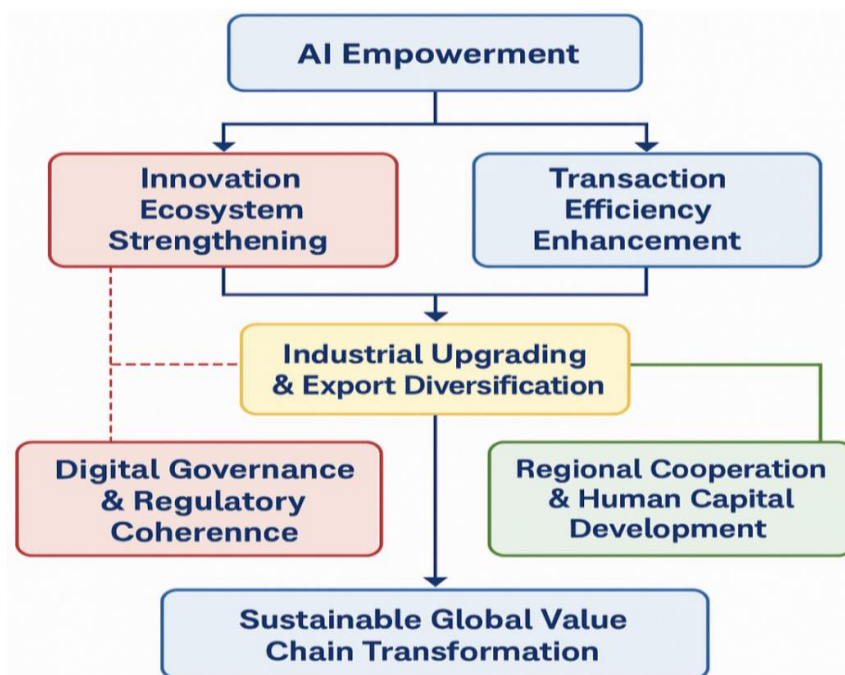 AI Empowerment
Innovation
Ecosystem
Strengthening
Transaction
Efficiency
Enhancement
Industrial Upgrading
& Export Diversification
Digital Governance
& Regulatory
Coherennce
Regional Cooperation
& Human Capital
Development
Sustainable Global Value
Chain Transformation